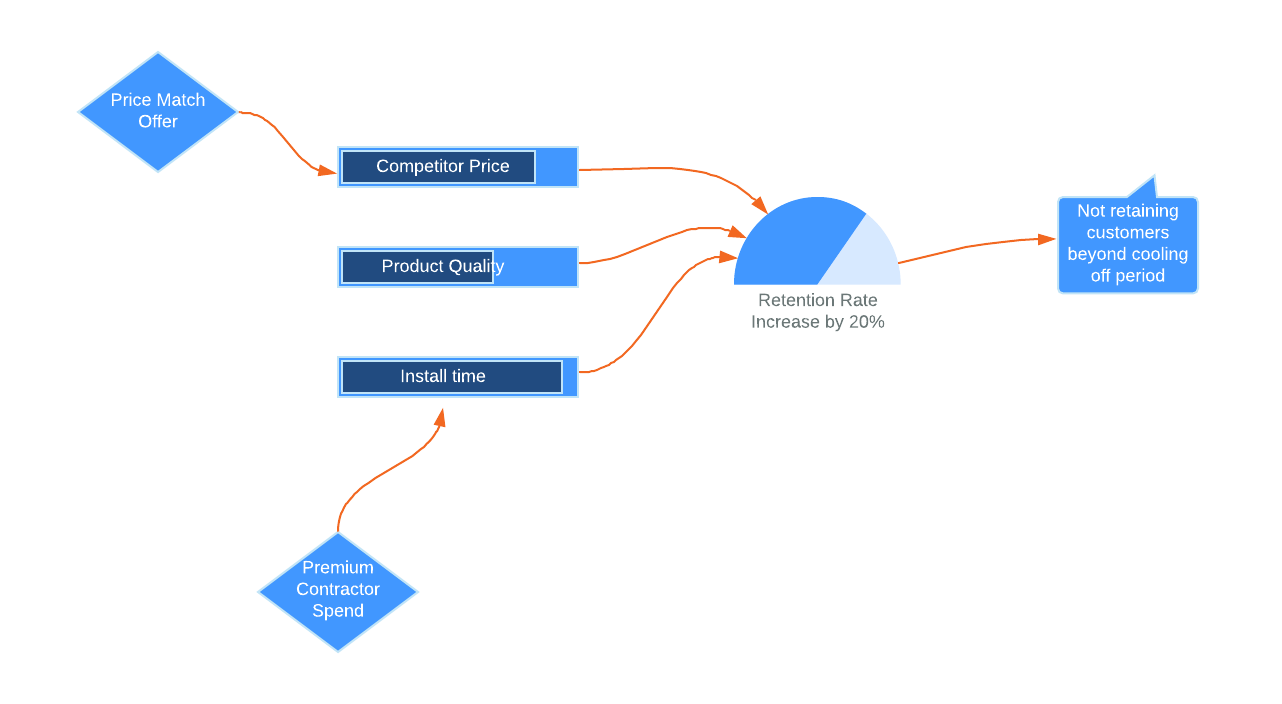 Price Match
Offer
Competitor Price
Product Quality
Install time
Premium
Contractor
Spend
Retention Rate
Increase by 20%
Not retaining
customers
beyond cooling
off period